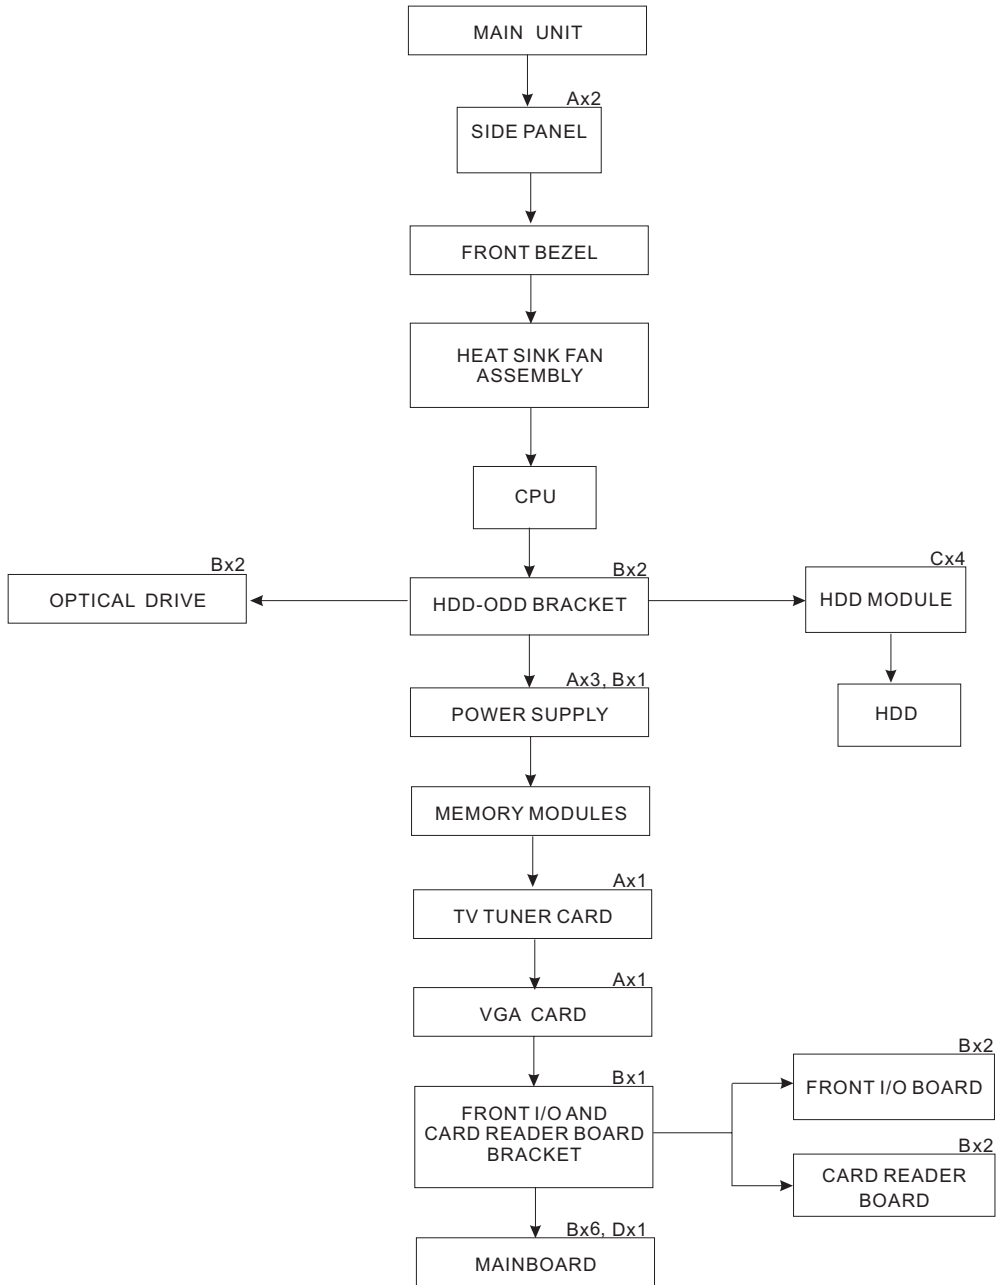 MAIN UNIT
Ax2
SIDE PANEL
FRONT BEZEL
HEAT SINK FAN
ASSEMBLY
CPU
Bx2
OPTICAL DRIVE
Bx2
HDD-ODD BRACKET
Cx4
HDD MODULE
HDD
Ax3, Bx1
POWER SUPPLY
MEMORY MODULES
Ax1
TV TUNER CARD
Ax1
VGA CARD
Bx1
FRONT I/O AND
CARD READER BOARD
BRACKET
Bx2
FRONT I/O BOARD
Bx2
CARD READER
BOARD
Bx6, Dx1
MAINBOARD